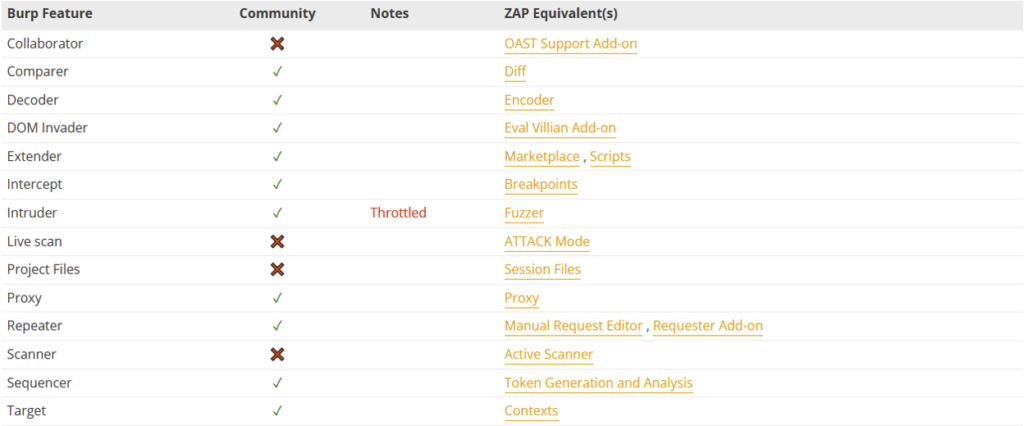 Burp Feature Community Notes ZAP Equivalent(s)
Collaborator ❌ OAST Support Add-on
Comparer ✓ Diff
Decoder ✓ Encoder
DOM Invader ✓ Eval Villian Add-on
Extender ✓ Marketplace , Scripts
Intercept ✓ Breakpoints
Intruder ✓ Throttled Fuzzer
Live scan ❌ ATTACK Mode
Project Files ❌ Session Files
Proxy ✓ Proxy
Repeater ✓ Manual Request Editor , Requester Add-on
Scanner ❌ Active Scanner
Sequencer ✓ Token Generation and Analysis
Target ✓ Contexts